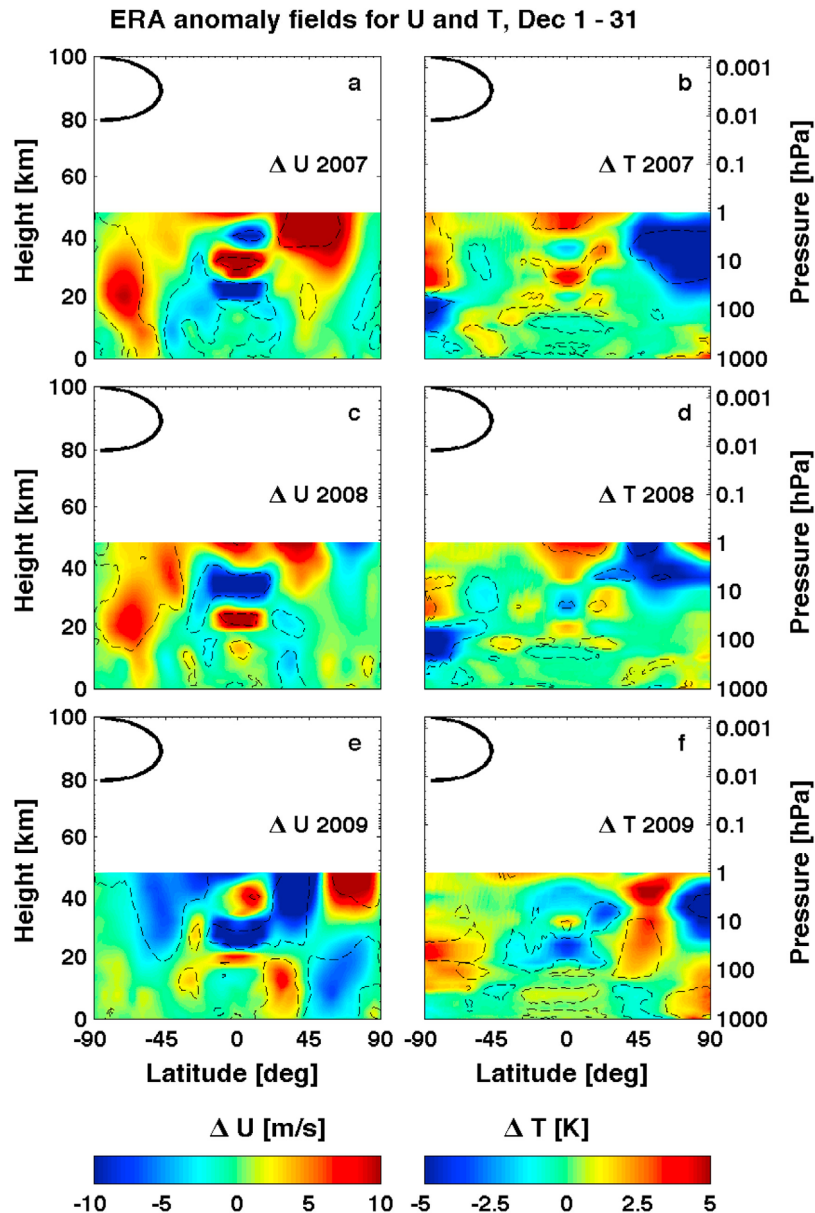 ERA anomaly fields for U and T, Dec 1 - 31
100
80
60
40
20
0
Height [km]
a
Δ U 2007
b
Δ T 2007
0.001
0.01
0.1
1
10
100
1000
Pressure [hPa]
100
80
60
40
20
0
Height [km]
c
Δ U 2008
d
Δ T 2008
0.001
0.01
0.1
1
10
100
1000
Pressure [hPa]
100
80
60
40
20
0
Height [km]
e
Δ U 2009
f
Δ T 2009
0.001
0.01
0.1
1
10
100
1000
Pressure [hPa]
-90 -45 0 45 90
Latitude [deg]
-90 -45 0 45 90
Latitude [deg]
Δ U [m/s]
-10 -5 0 5 10
Δ T [K]
-5 -2.5 0 2.5 5